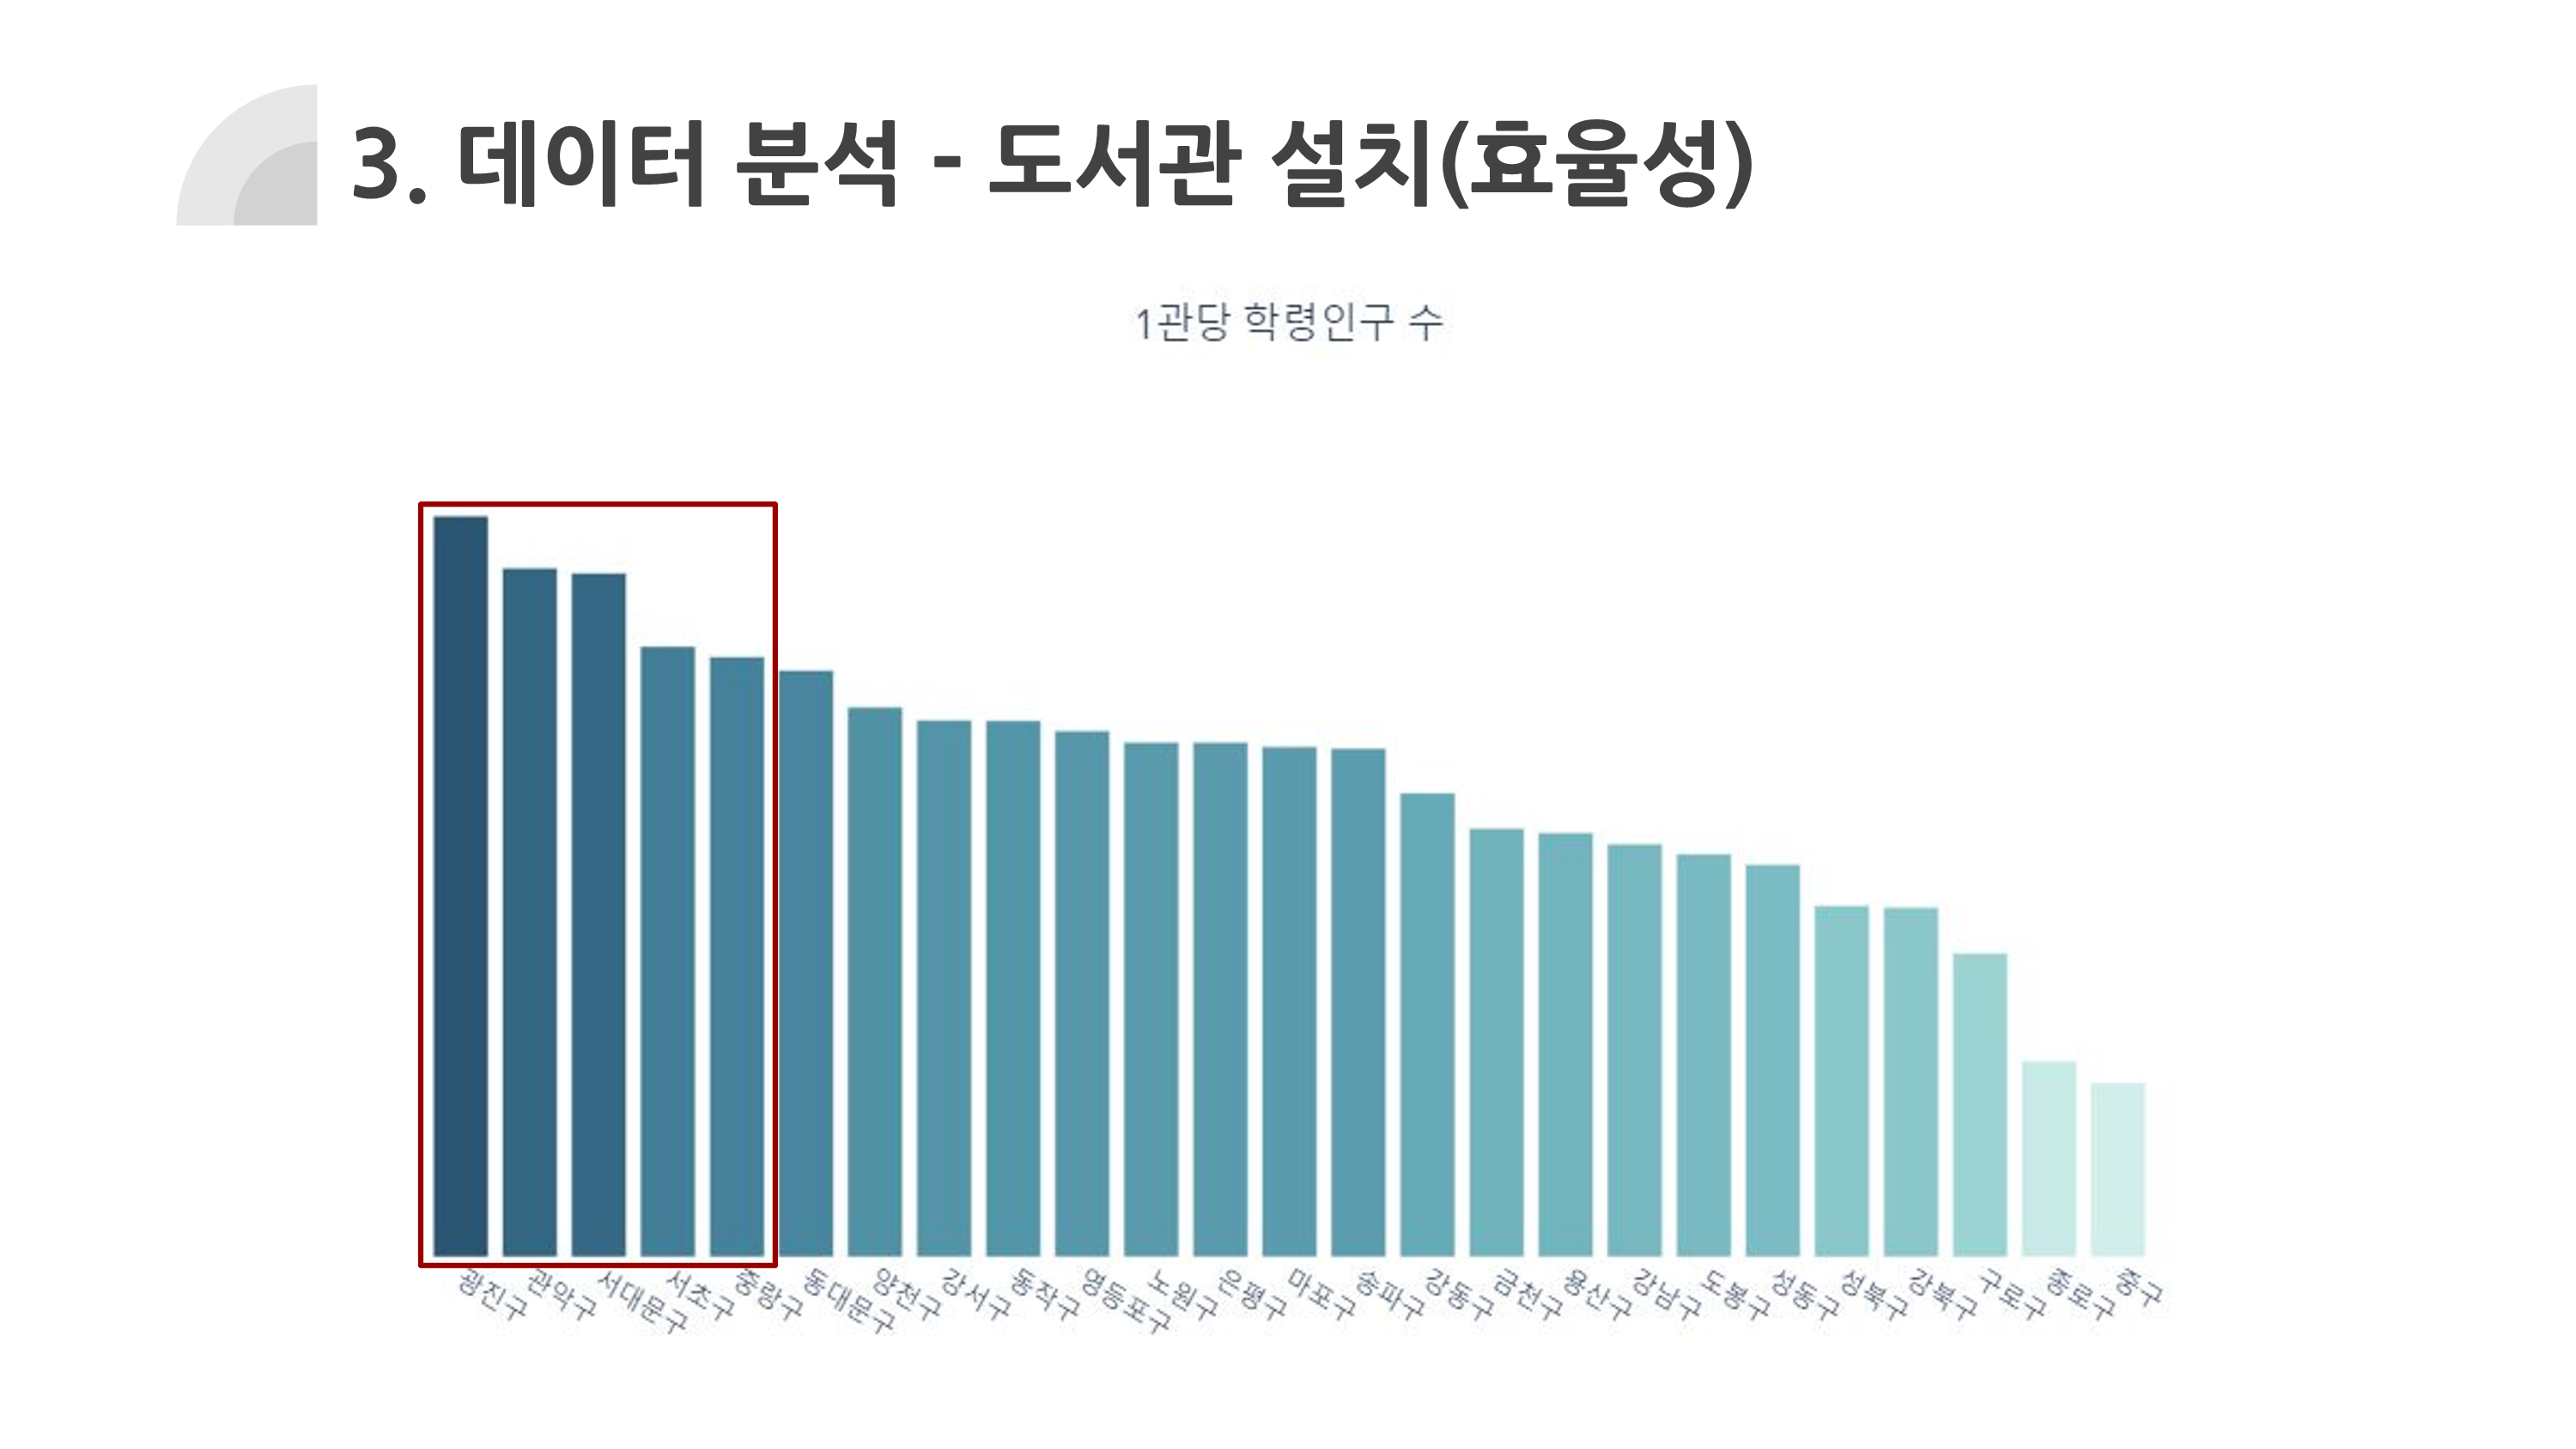 3. 데이터 분석 - 도서관 설치(효율성)
1관당 학령인구 수
광진구
관악구
서대문구
서초구
중랑구
동대문구
양천구
강서구
동작구
영등포구
노원구
은평구
마포구
송파구
강동구
금천구
용산구
강남구
도봉구
성동구
성북구
강북구
구로구
종로구
중구